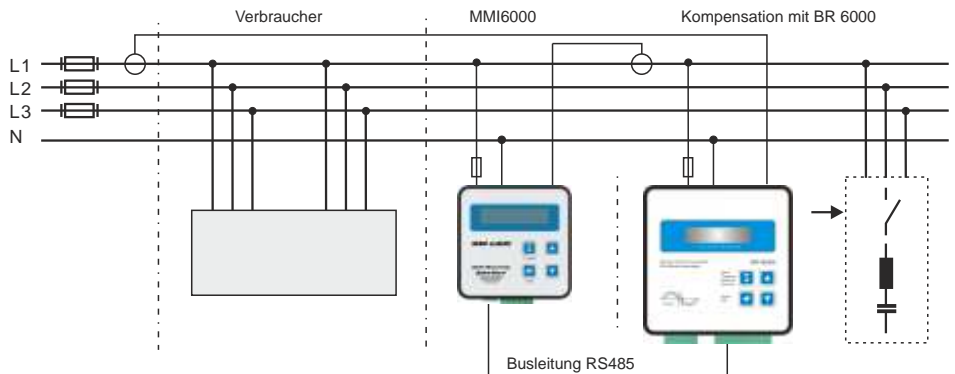 Verbraucher
MMI6000
Kompensation mit BR 6000
L1
L2
L3
N
Busleitung RS485